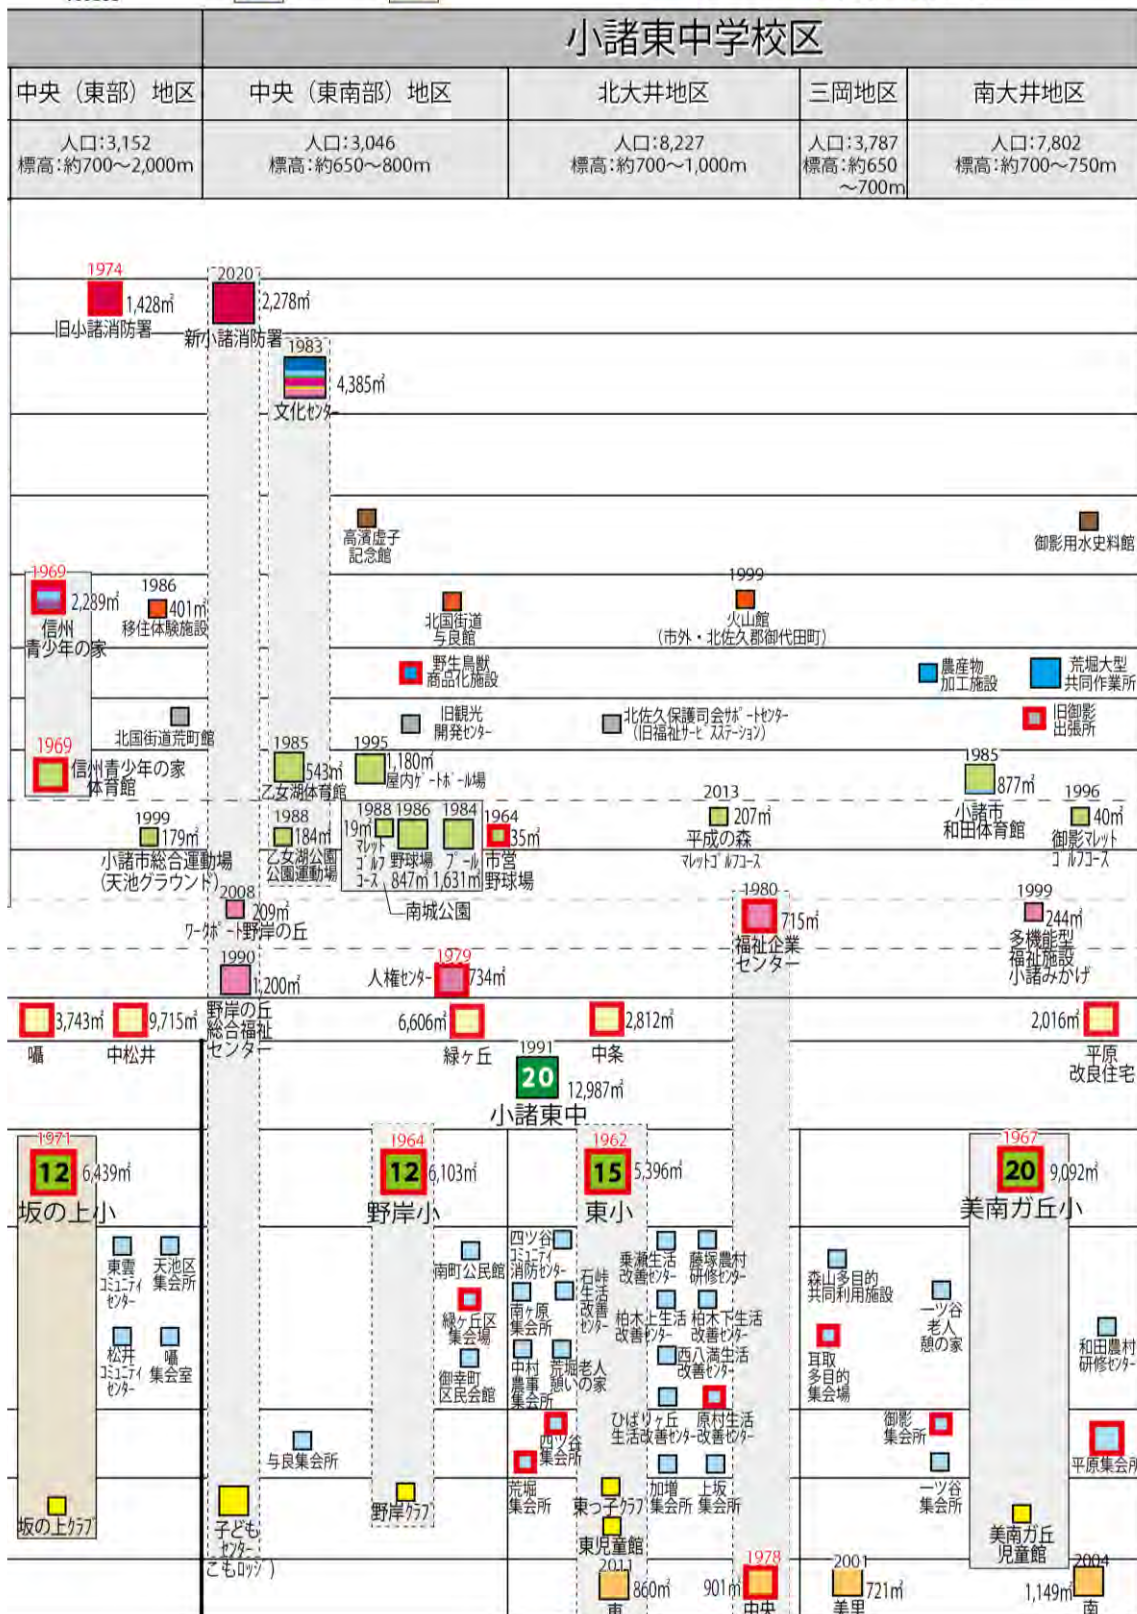 小諸東中学校区
中央（東部）地区
中央（東南部）地区
北大井地区
三岡地区
南大井地区
人口:3,152
標高:約700～2,000m
人口:3,046
標高:約650～800m
人口:8,227
標高:約700～1,000m
人口:3,787
標高:約650
～700m
人口:7,802
標高:約700～750m
1974
1,428㎡
旧小諸消防署
2020
2,278㎡
新小諸消防署
1983
4,385㎡
文化センター
高濱虚子
記念館
御影用水史料館
1969
2,289㎡
信州
青少年の家
1986
401㎡
移住体験施設
北国街道
与良館
1999
火山館
（市外・北佐久郡御代田町）
野生鳥獣
商品化施設
農産物
加工施設
荒堀大型
共同作業所
北国街道荒町館
旧観光
開発センター
北佐久保護司会サポートセンター
（旧福祉サービスステーション）
旧御影
出張所
1969
信州青少年の家
体育館
1985
543㎡
乙女湖体育館
1995
1,180㎡
屋内ゲートボール場
1985
877㎡
小諸市
和田体育館
1999
179㎡
小諸市総合運動場
（天池グラウンド）
1988
184㎡
乙女湖公園
公園運動場
1988
19㎡
マレット
ゴルフ
コース
1986
野球場
847㎡
1984
プール
1,631㎡
南城公園
1964
35㎡
市営
野球場
2013
207㎡
平成の森
マレットゴルフコース
1996
40㎡
御影マレット
ゴルフコース
2008
209㎡
ワークポート野岸の丘
1980
715㎡
福祉企業
センター
1999
244㎡
多機能型
福祉施設
小諸みかげ
1990
1,200㎡
野岸の丘
総合福祉
センター
1979
人権センター
734㎡
3,743㎡
囁
9,715㎡
中松井
6,606㎡
緑ヶ丘
2,812㎡
中条
2,016㎡
平原
改良住宅
1991
20
12,987㎡
小諸東中
1971
12
6,439㎡
坂の上小
1964
12
6,103㎡
野岸小
1962
15
5,396㎡
東小
1967
20
9,092㎡
美南ガ丘小
東雲
コミュニティ
センター
天池区
集会所
松井
コミュニティ
センター
囁
集会室
南町公民館
緑ヶ丘区
集会場
御幸町
区民会館
四ツ谷
コミュニティ
消防センター
南ヶ原
集会所
石峠
生活
改善
センター
中村
農事
集会所
荒堀老人
憩いの家
乗瀬生活
改善センター
藤塚農村
研修センター
柏木上生活
改善センター
柏木下生活
改善センター
西八満生活
改善センター
ひばりヶ丘
生活改善センター
原村生活
改善センター
森山多目的
共同利用施設
耳取
多目的
集会場
一ツ谷
老人
憩の家
和田農村
研修センター
与良集会所
四ツ谷
集会所
荒堀
集会所
加増
集会所
上坂
集会所
御影
集会所
一ツ谷
集会所
平原集会所
坂の上クラブ
子ども
センター
こもロッジ）
野岸クラブ
東っ子クラブ
東児童館
美南ガ丘
児童館
2011
860㎡
東
1978
901㎡
中央
2001
721㎡
美里
2004
1,149㎡
南